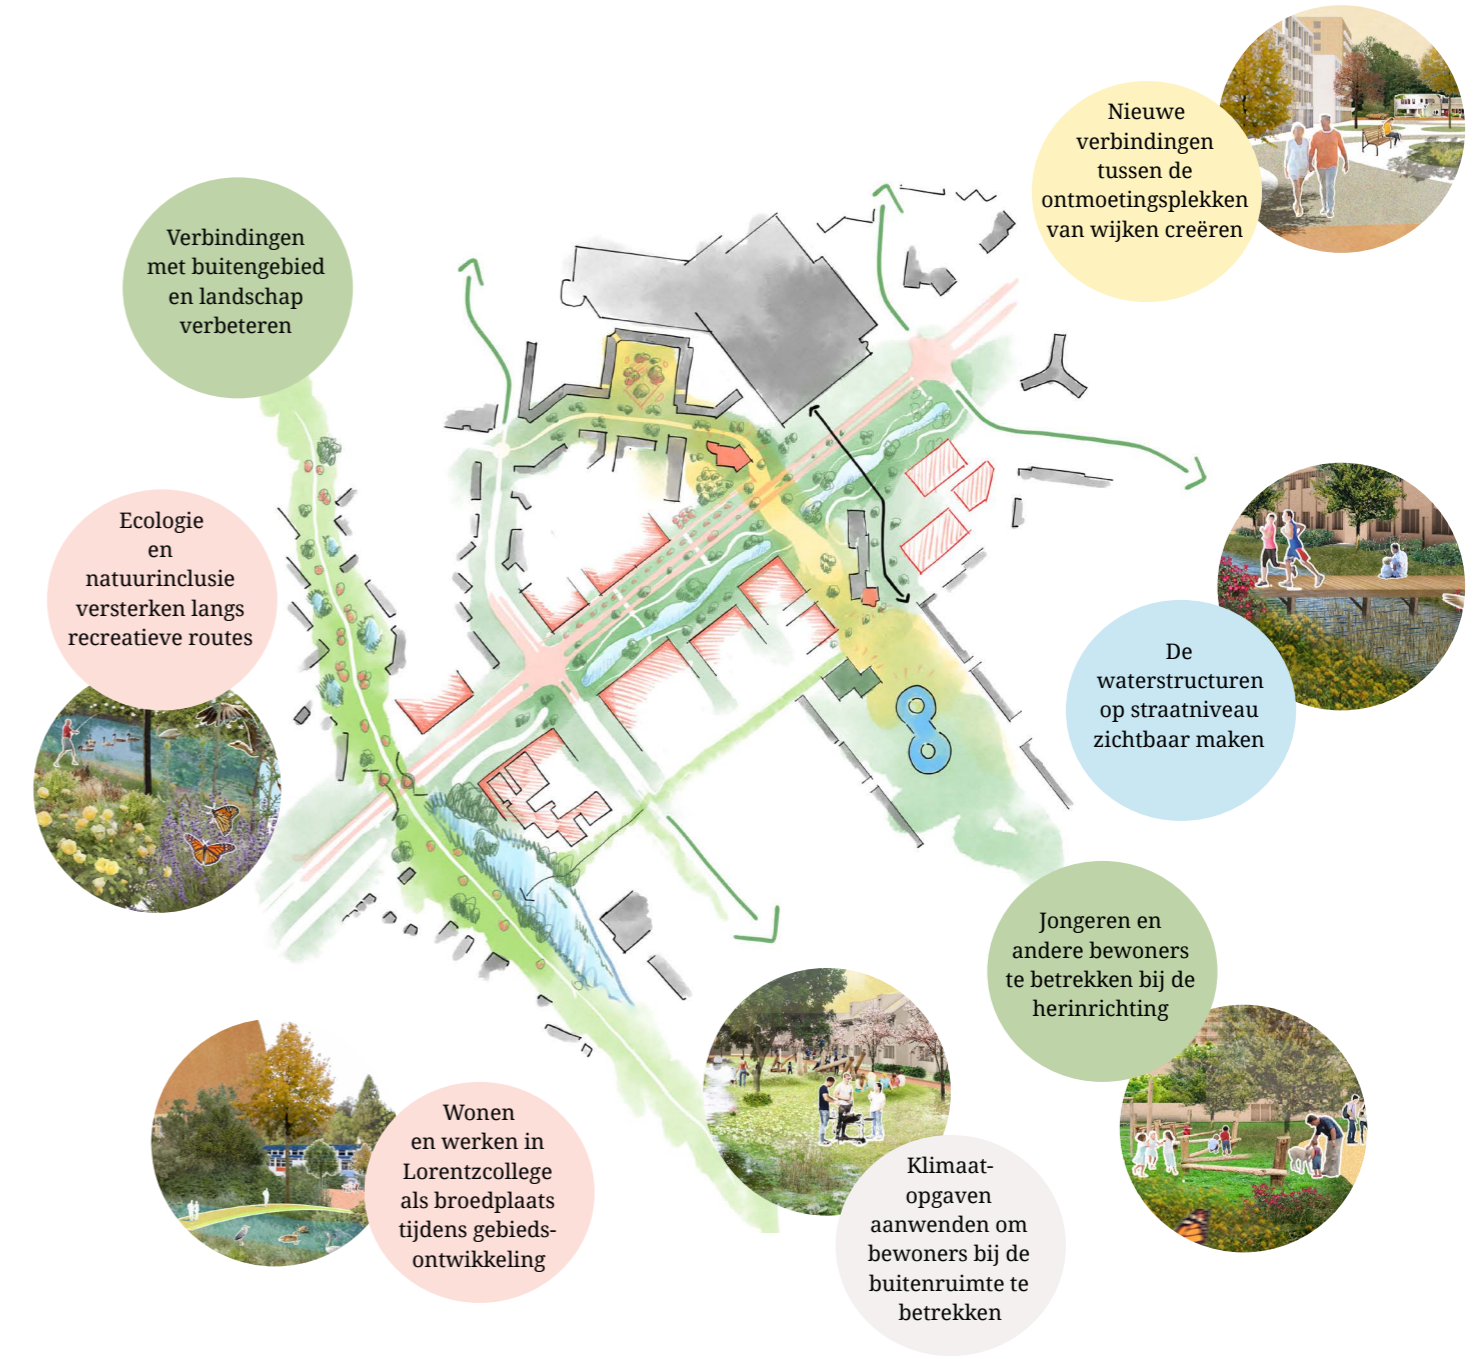 Nieuwe
verbindingen
tussen de
ontmoetingsplekken
van wijken creëren
Verbindingen
met buitengebied
en landschap
verbeteren
Ecologie
en
natuurinclusie
versterken langs
recreatieve routes
De
waterstructuren
op straatniveau
zichtbaar maken
Jongeren en
andere bewoners
te betrekken bij de
herinrichting
Wonen
en werken in
Lorentzcollege
als broedplaats
tijdens gebieds-
ontwikkeling
Klimaat-
opgaven
aanwenden om
bewoners bij de
buitenruimte te
betrekken